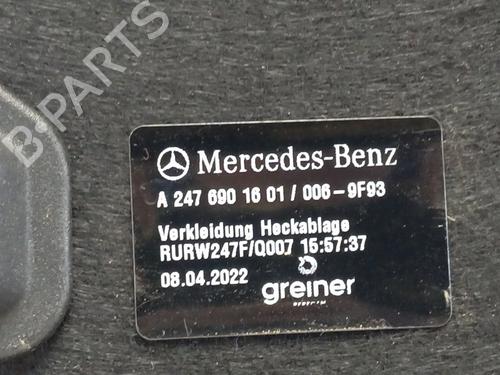 B-PARTS
Mercedes-Benz
A 247 690 16 01 / 006 - 9F93
Verkleidung Heckablage
RURW247F/Q007 15:57:37
08.04.2022
greiner